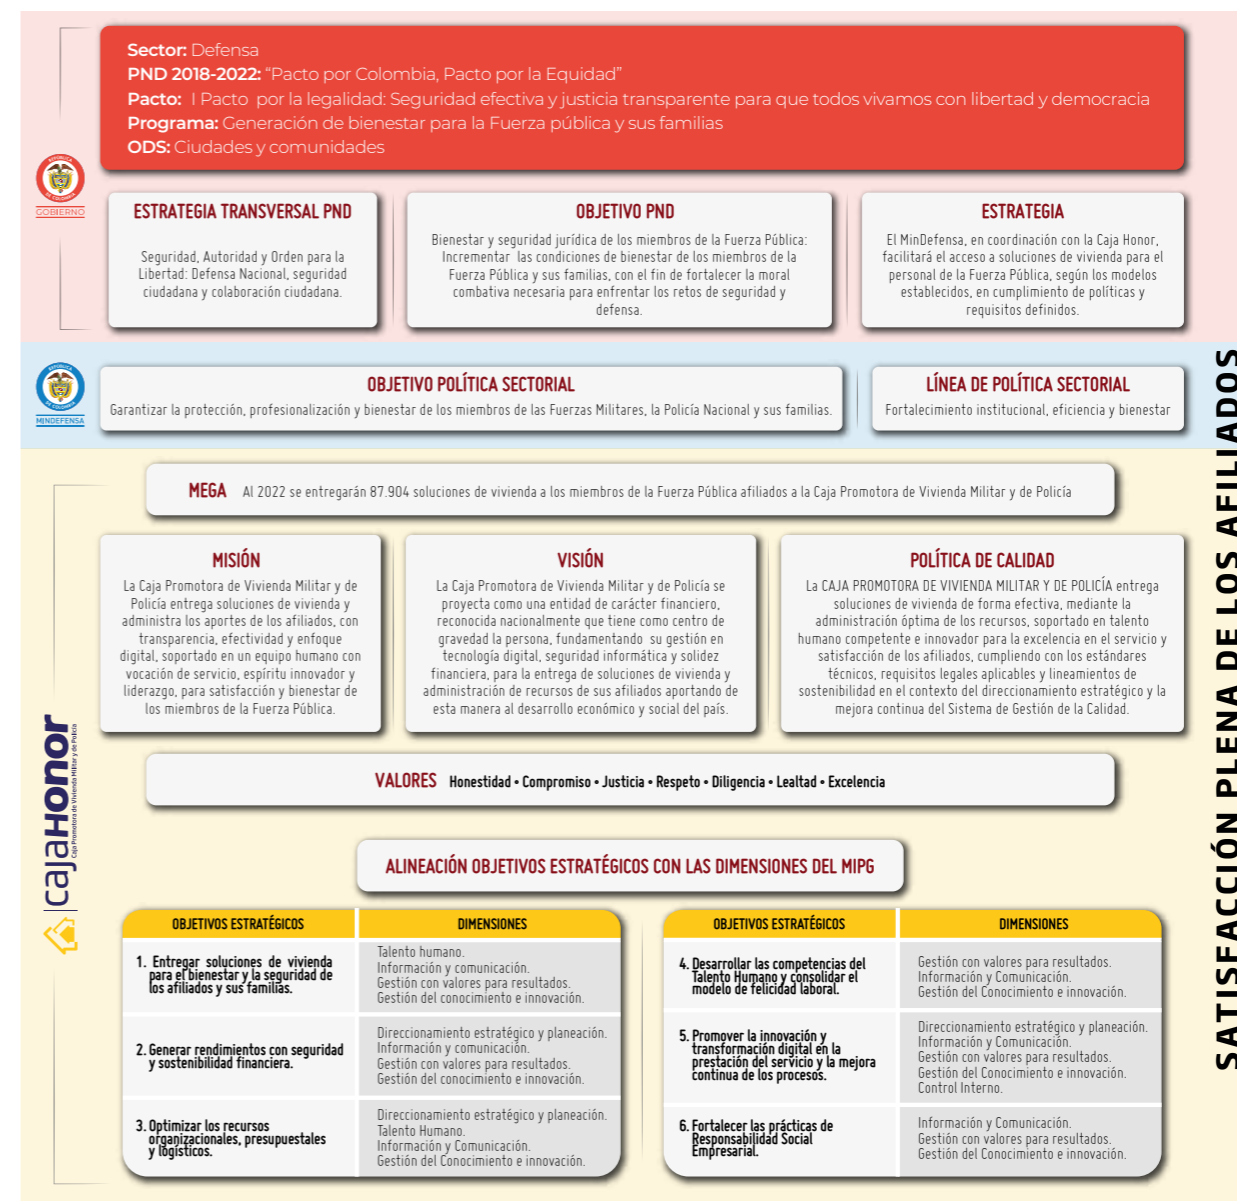 Sector: Defensa
PND 2018-2022: “Pacto por Colombia, Pacto por la Equidad”
Pacto: I Pacto por la legalidad: Seguridad efectiva y justicia transparente para que todos vivamos con libertad y democracia
Programa: Generación de bienestar para la Fuerza pública y sus familias
ODS: Ciudades y comunidades
REPÚBLICA
DE COLOMBIA
GOBIERNO
ESTRATEGIA TRANSVERSAL PND
Seguridad, Autoridad y Orden para la
Libertad: Defensa Nacional, seguridad
ciudadana y colaboración ciudadana.
OBJETIVO PND
Bienestar y seguridad jurídica de los miembros de la Fuerza Pública:
Incrementar las condiciones de bienestar de los miembros de la
Fuerza Pública y sus familias, con el fin de fortalecer la moral
combativa necesaria para enfrentar los retos de seguridad y
defensa.
ESTRATEGIA
El MinDefensa, en coordinación con la Caja Honor,
facilitará el acceso a soluciones de vivienda para el
personal de la Fuerza Pública, según los modelos
establecidos, en cumplimiento de políticas y
requisitos definidos.
REPÚBLICA
DE COLOMBIA
MINDEFENSA
OBJETIVO POLÍTICA SECTORIAL
Garantizar la protección, profesionalización y bienestar de los miembros de las Fuerzas Militares, la Policía Nacional y sus familias.
LÍNEA DE POLÍTICA SECTORIAL
Fortalecimiento institucional, eficiencia y bienestar
MEGA Al 2022 se entregarán 87.904 soluciones de vivienda a los miembros de la Fuerza Pública afiliados a la Caja Promotora de Vivienda Militar y de Policía
MISIÓN
La Caja Promotora de Vivienda Militar y de
Policía entrega soluciones de vivienda y
administra los aportes de los afiliados, con
transparencia, efectividad y enfoque
digital, soportado en un equipo humano con
vocación de servicio, espíritu innovador y
liderazgo, para satisfacción y bienestar de
los miembros de la Fuerza Pública.
VISIÓN
La Caja Promotora de Vivienda Militar y de Policía se
proyecta como una entidad de carácter financiero,
reconocida nacionalmente que tiene como centro de
gravedad la persona, fundamentando su gestión en
tecnología digital, seguridad informática y solidez
financiera, para la entrega de soluciones de vivienda y
administración de recursos de sus afiliados aportando de
esta manera al desarrollo económico y social del país.
POLÍTICA DE CALIDAD
La CAJA PROMOTORA DE VIVIENDA MILITAR Y DE POLICÍA entrega
soluciones de vivienda de forma efectiva, mediante la
administración óptima de los recursos, soportado en talento
humano competente e innovador para la excelencia en el servicio y
satisfacción de los afiliados, cumpliendo con los estándares
técnicos, requisitos legales aplicables y lineamientos de
sostenibilidad en el contexto del direccionamiento estratégico y la
mejora continua del Sistema de Gestión de la Calidad.
VALORES Honestidad • Compromiso • Justicia • Respeto • Diligencia • Lealtad • Excelencia
cajaHonor
Caja Promotora de Vivienda Militar y de Policía
ALINEACIÓN OBJETIVOS ESTRATÉGICOS CON LAS DIMENSIONES DEL MIPG
OBJETIVOS ESTRATÉGICOS
DIMENSIONES
1. Entregar soluciones de vivienda
para el bienestar y la seguridad de
los afiliados y sus familias.
Talento humano.
Información y comunicación.
Gestión con valores para resultados.
Gestión del conocimiento e innovación.
2. Generar rendimientos con seguridad
y sostenibilidad financiera.
Direccionamiento estratégico y planeación.
Información y comunicación.
Gestión con valores para resultados.
Gestión del conocimiento e innovación.
3. Optimizar los recursos
organizacionales, presupuestales
y logísticos.
Direccionamiento estratégico y planeación.
Talento Humano.
Información y Comunicación.
Gestión del Conocimiento e innovación.
OBJETIVOS ESTRATÉGICOS
DIMENSIONES
4. Desarrollar las competencias del
Talento Humano y consolidar el
modelo de felicidad laboral.
Gestión con valores para resultados.
Información y Comunicación.
Gestión del Conocimiento e innovación.
5. Promover la innovación y
transformación digital en la
prestación del servicio y la mejora
continua de los procesos.
Direccionamiento estratégico y planeación.
Información y Comunicación.
Gestión con valores para resultados.
Gestión del Conocimiento e innovación.
Control Interno.
6. Fortalecer las prácticas de
Responsabilidad Social
Empresarial.
Información y Comunicación.
Gestión con valores para resultados.
Gestión del Conocimiento e innovación.
SATISFACCIÓN PLENA DE LOS AFILIADOS